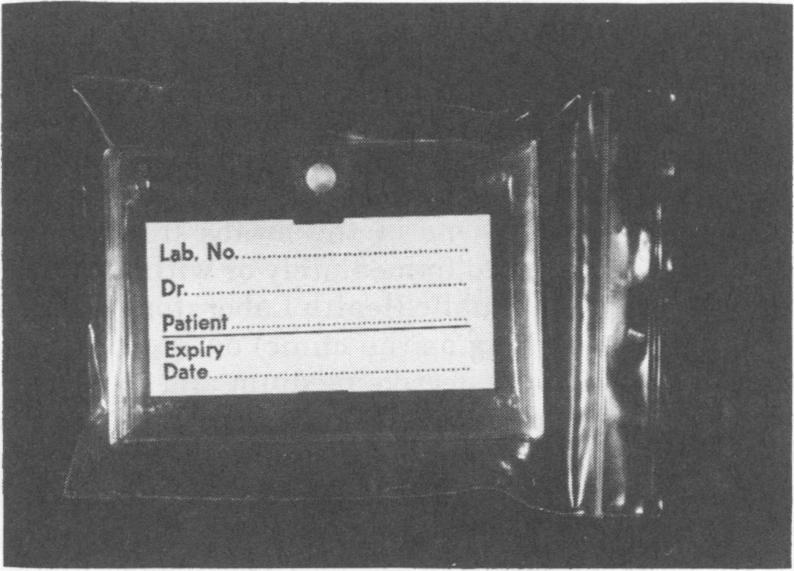 Lab. No.
Dr.
Patient
Expiry
Date